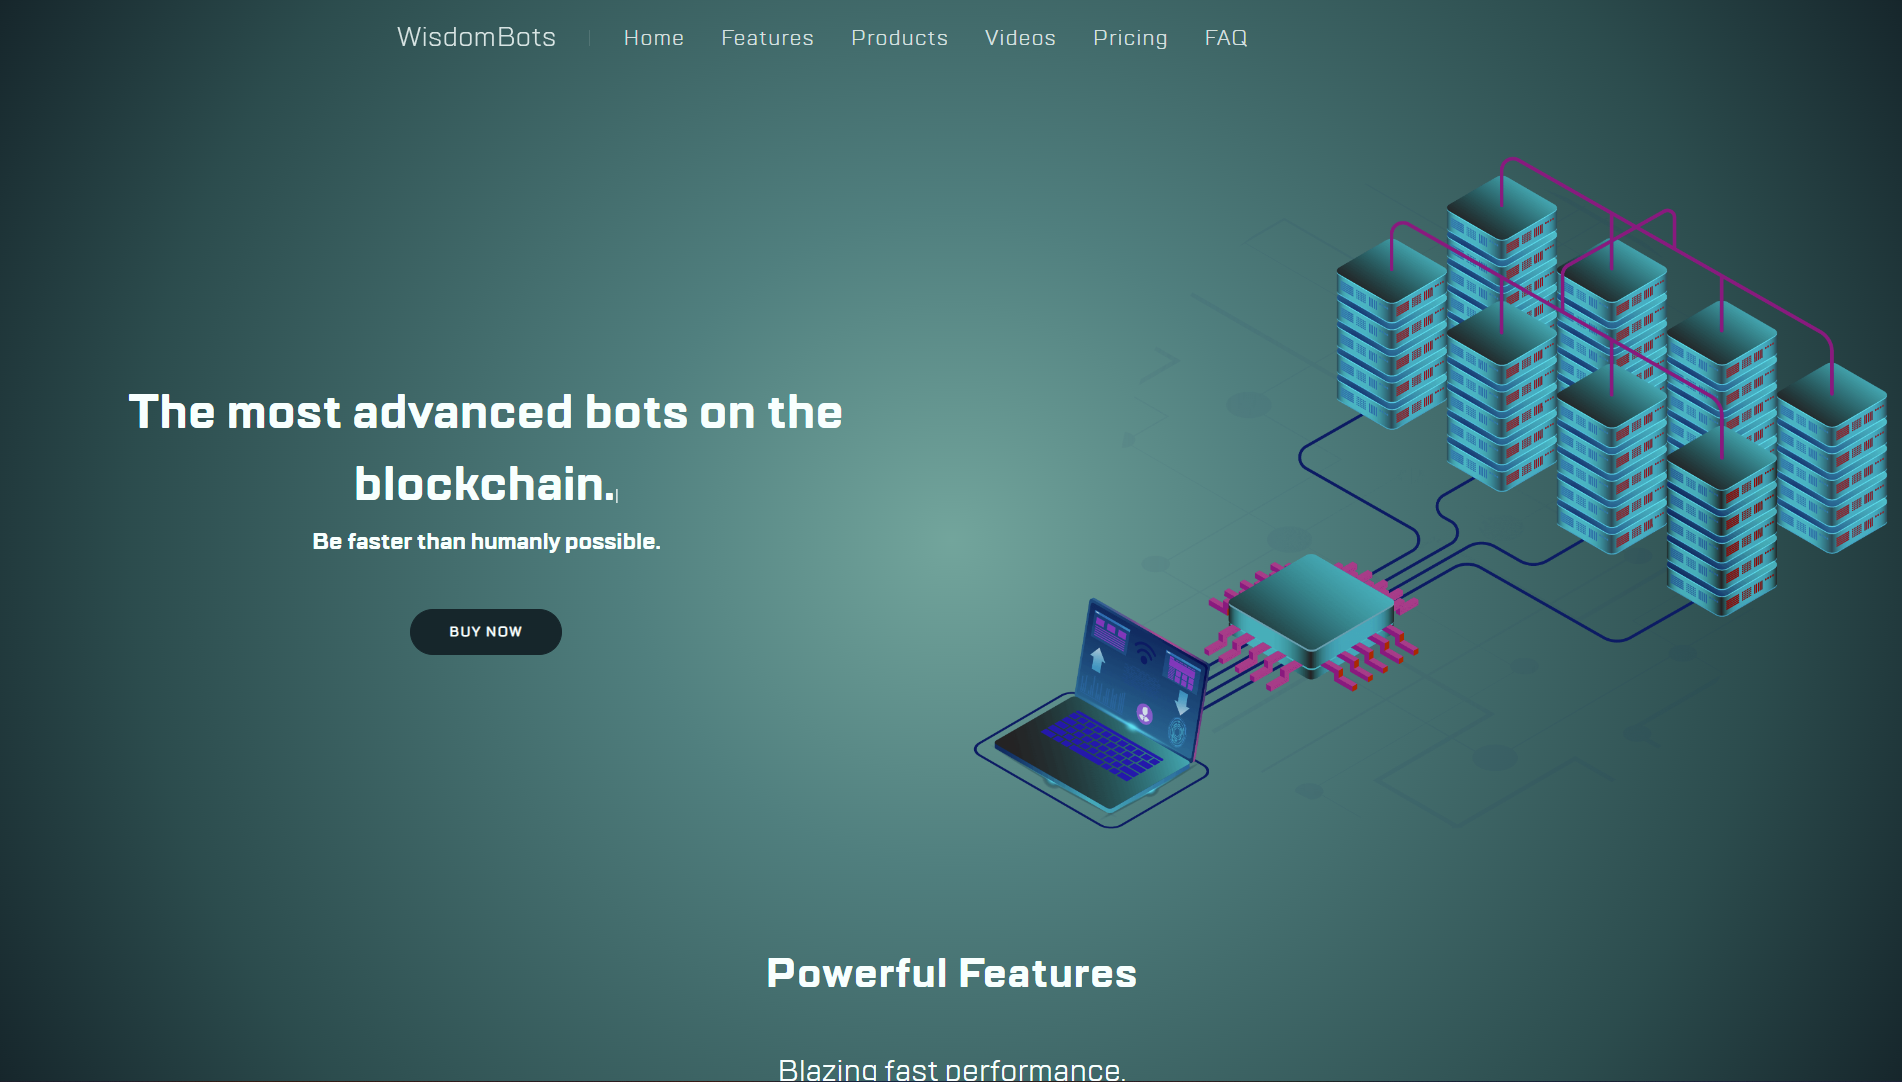 WisdomBots Home Features Products Videos Pricing FAQ
The most advanced bots on the
blockchain.
Be faster than humanly possible.
BUY NOW
Powerful Features
Blazing fast performance.